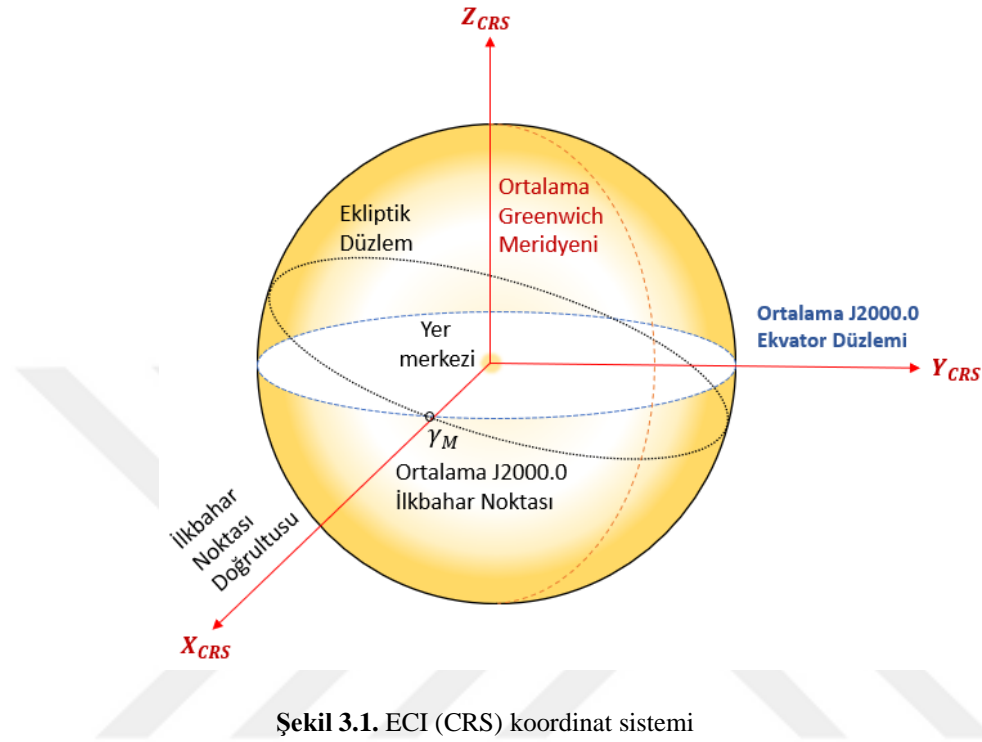 Z_CRS
Ortalama
Greenwich
Meridyeni
Ekliptik
Düzlem
Yer
merkezi
Ortalama J2000.0
Ekvator Düzlemi
Y_CRS
γ_M
Ortalama J2000.0
İlkbahar Noktası
İlkbahar
Noktası
Doğrultusu
X_CRS
Şekil 3.1. ECI (CRS) koordinat sistemi